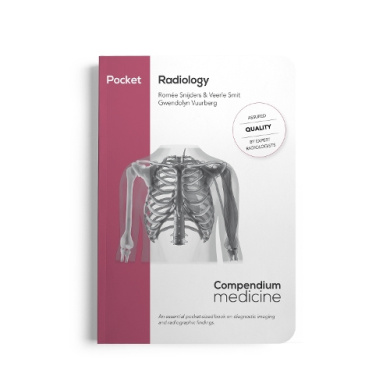 Pocket Radiology
Romée Snijders & Veerle Smit
Gwendolyn Vuurberg
ASSURED
QUALITY
BY EXPERT
RADIOLOGISTS
Compendium
medicine
An essential pocket-sized book on diagnostic imaging
and radiographic findings.